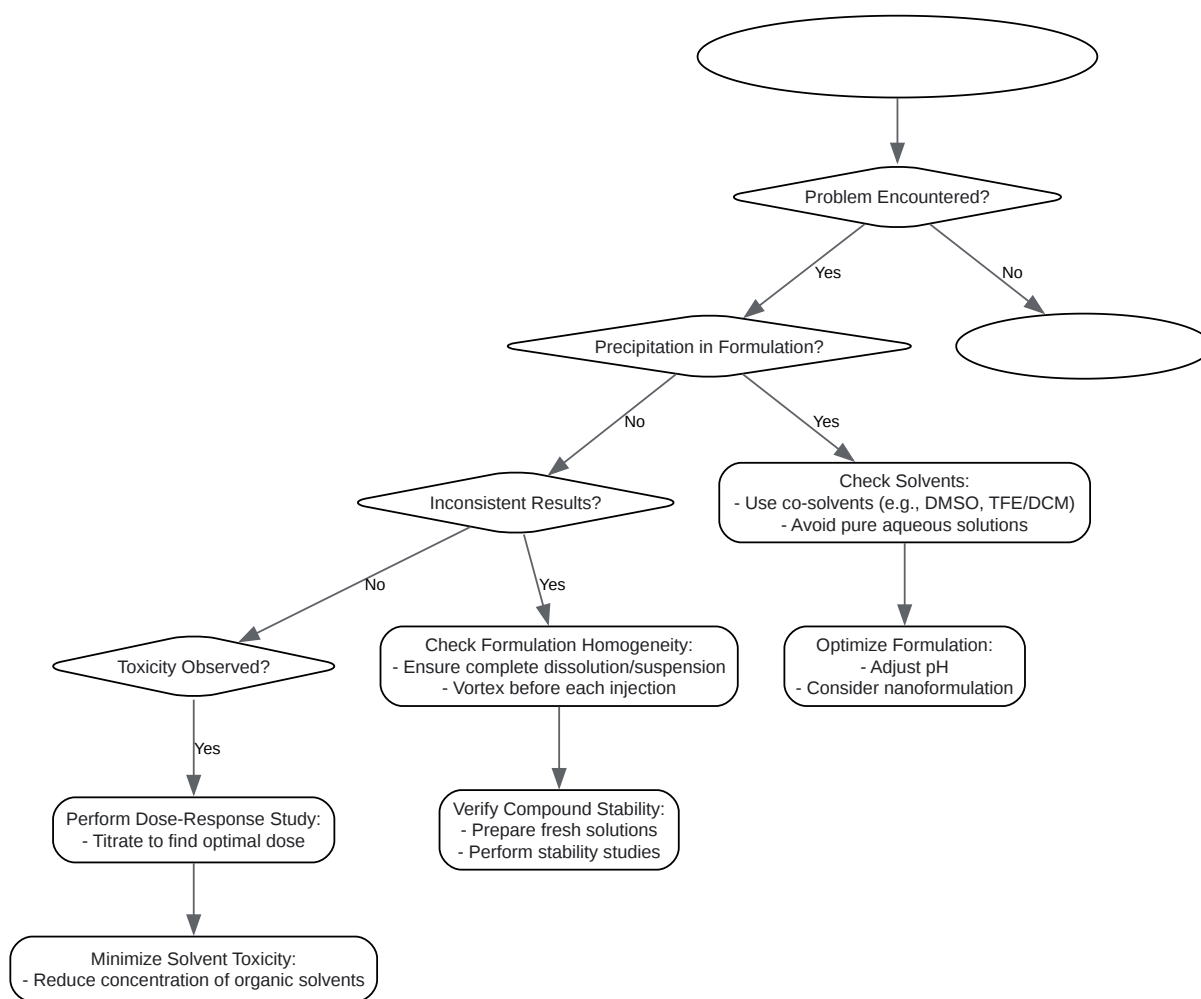 Problem Encountered?
Yes
No
Precipitation in Formulation?
No
Yes
Check Solvents:
- Use co-solvents (e.g., DMSO, TFE/DCM)
- Avoid pure aqueous solutions
Inconsistent Results?
No
Yes
Check Formulation Homogeneity:
- Ensure complete dissolution/suspension
- Vortex before each injection
Optimize Formulation:
- Adjust pH
- Consider nanoformulation
Toxicity Observed?
Yes
Perform Dose-Response Study:
- Titrate to find optimal dose
Verify Compound Stability:
- Prepare fresh solutions
- Perform stability studies
Minimize Solvent Toxicity:
- Reduce concentration of organic solvents